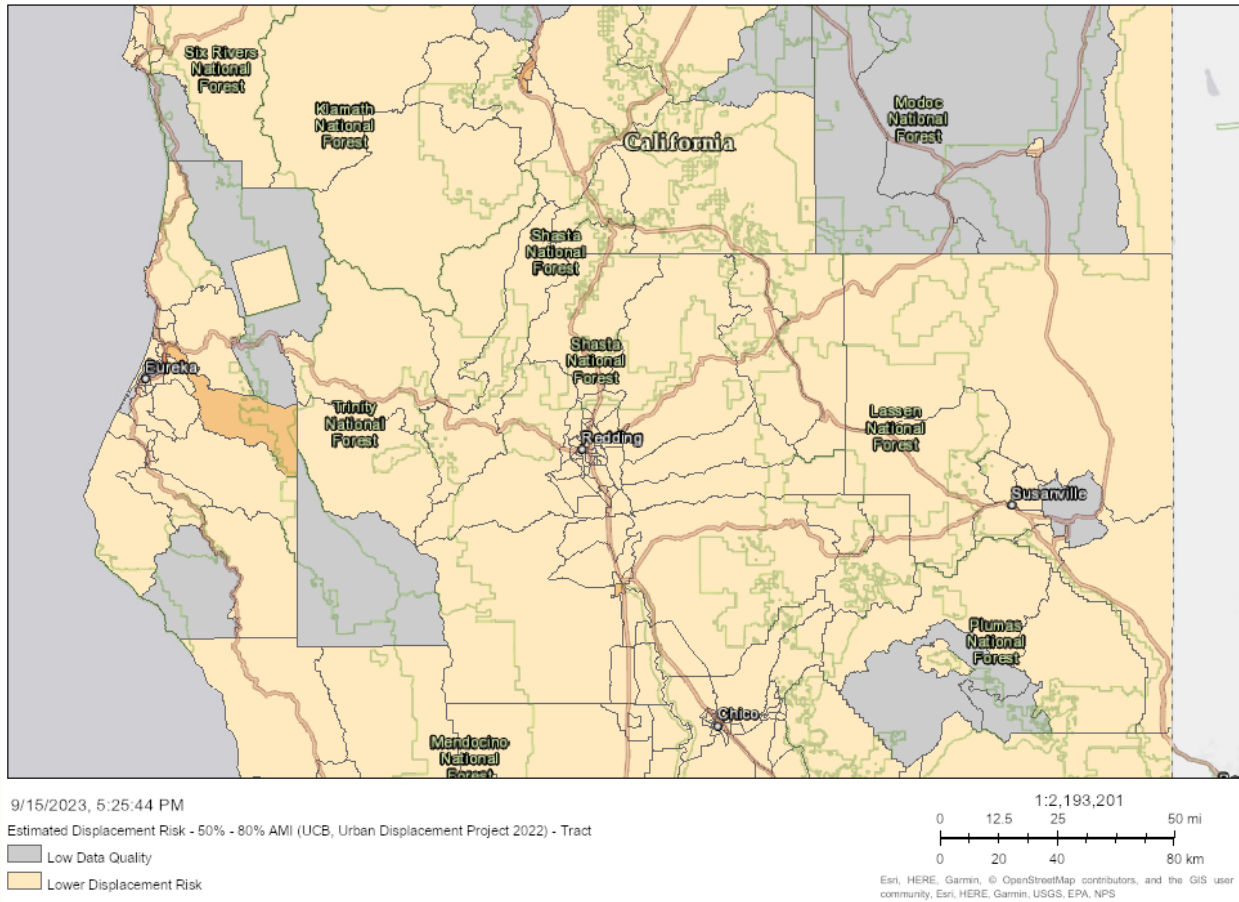 Six Rivers
National
Forest
Klamath
National
Forest
California
Modoc
National
Forest
Shasta
National
Forest
Shasta
National
Forest
Eureka
Trinity
National
Forest
Redding
Lassen
National
Forest
Susanville
Plumas
National
Forest
Chico
Mendocino
National
Forest
9/15/2023, 5:25:44 PM
Estimated Displacement Risk - 50% - 80% AMI (UCB, Urban Displacement Project 2022) - Tract
Low Data Quality
Lower Displacement Risk
1:2,193,201
0 12.5 25 50 mi
0 20 40 80 km
Esri, HERE, Garmin, © OpenStreetMap contributors, and the GIS user
community, Esri, HERE, Garmin, USGS, EPA, NPS